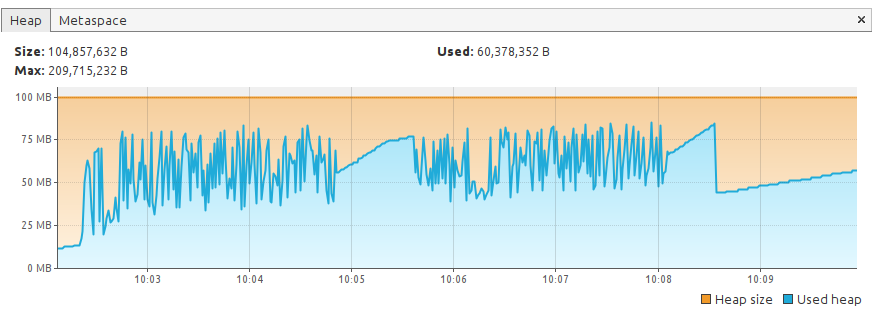 Heap Metaspace ×
Size: 104,857,632 B Used: 60,378,352 B
Max: 209,715,232 B
100 MB
75 MB
50 MB
25 MB
0 MB
10:03 10:04 10:05 10:06 10:07 10:08 10:09
Heap size Used heap